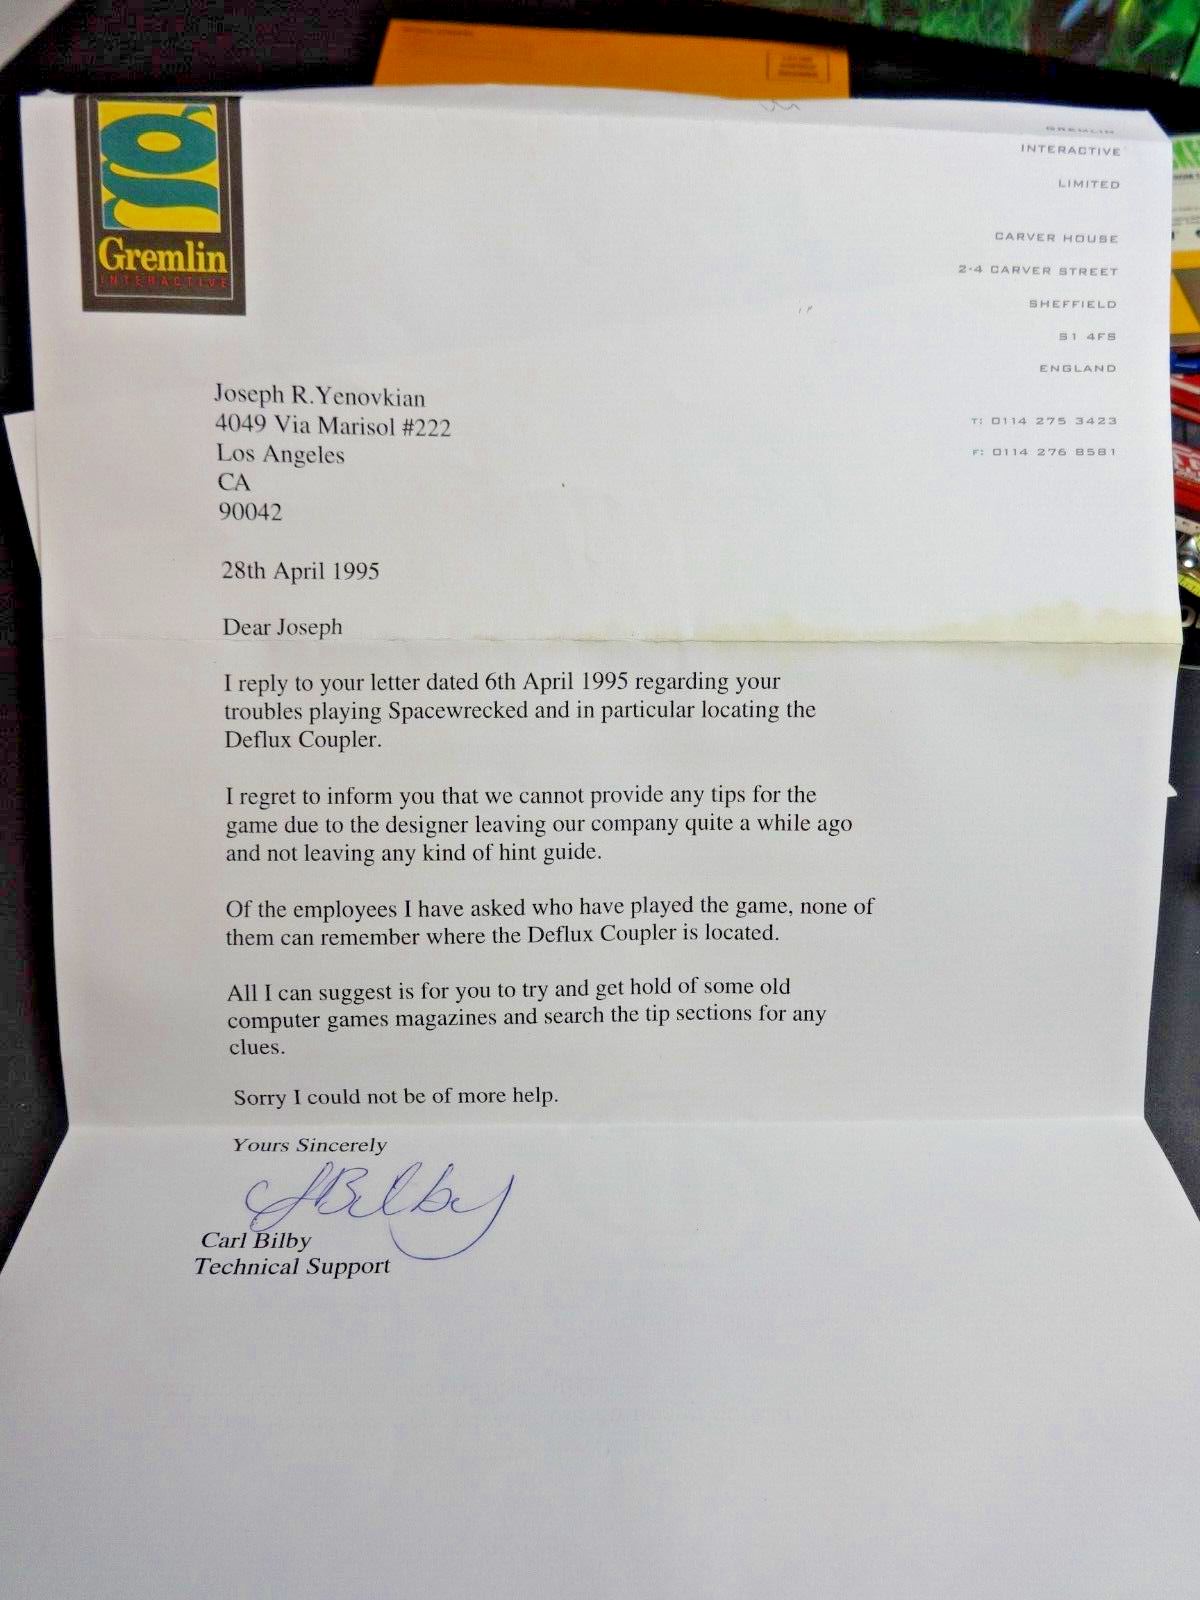 Gremlin
INTERACTIVE
GREMLIN
INTERACTIVE
LIMITED
CARVER HOUSE
2-4 CARVER STREET
SHEFFIELD
S1 4FS
ENGLAND
T: 0114 275 3423
F: 0114 276 8581
Joseph R.Yenovkian
4049 Via Marisol #222
Los Angeles
CA
90042
28th April 1995
Dear Joseph
I reply to your letter dated 6th April 1995 regarding your
troubles playing Spacewrecked and in particular locating the
Deflux Coupler.
I regret to inform you that we cannot provide any tips for the
game due to the designer leaving our company quite a while ago
and not leaving any kind of hint guide.
Of the employees I have asked who have played the game, none of
them can remember where the Deflux Coupler is located.
All I can suggest is for you to try and get hold of some old
computer games magazines and search the tip sections for any
clues.
Sorry I could not be of more help.
Yours Sincerely
CABilby
Carl Bilby
Technical Support